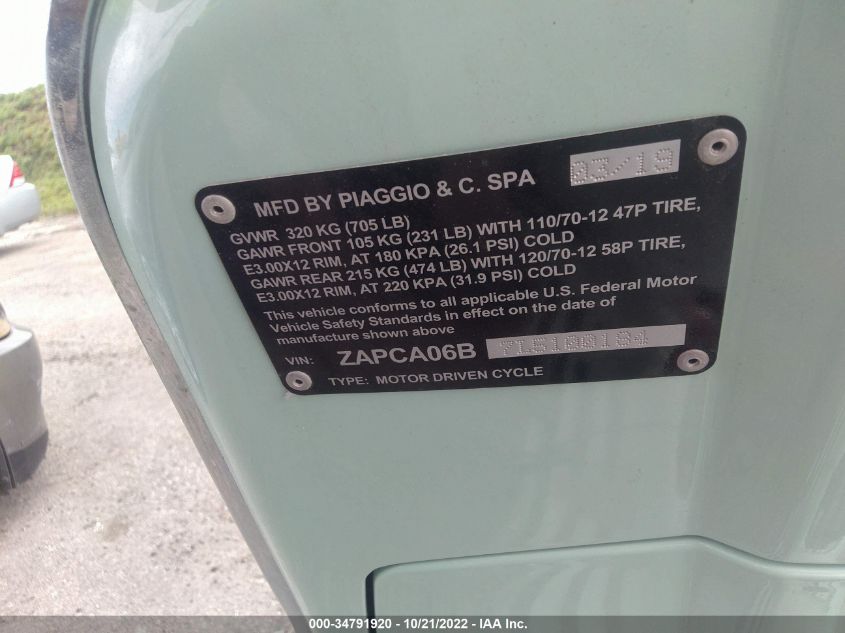 MFD BY PIAGGIO & C. SPA 03/19
GVWR 320 KG (705 LB)
GAWR FRONT 105 KG (231 LB) WITH 110/70-12 47P TIRE,
E3.00X12 RIM, AT 180 KPA (26.1 PSI) COLD
GAWR REAR 215 KG (474 LB) WITH 120/70-12 58P TIRE,
E3.00X12 RIM, AT 220 KPA (31.9 PSI) COLD
This vehicle conforms to all applicable U.S. Federal Motor
Vehicle Safety Standards in effect on the date of
manufacture shown above
VIN: ZAPCA06B
TYPE: MOTOR DRIVEN CYCLE
000-34791920 - 10/21/2022 - IAA Inc.